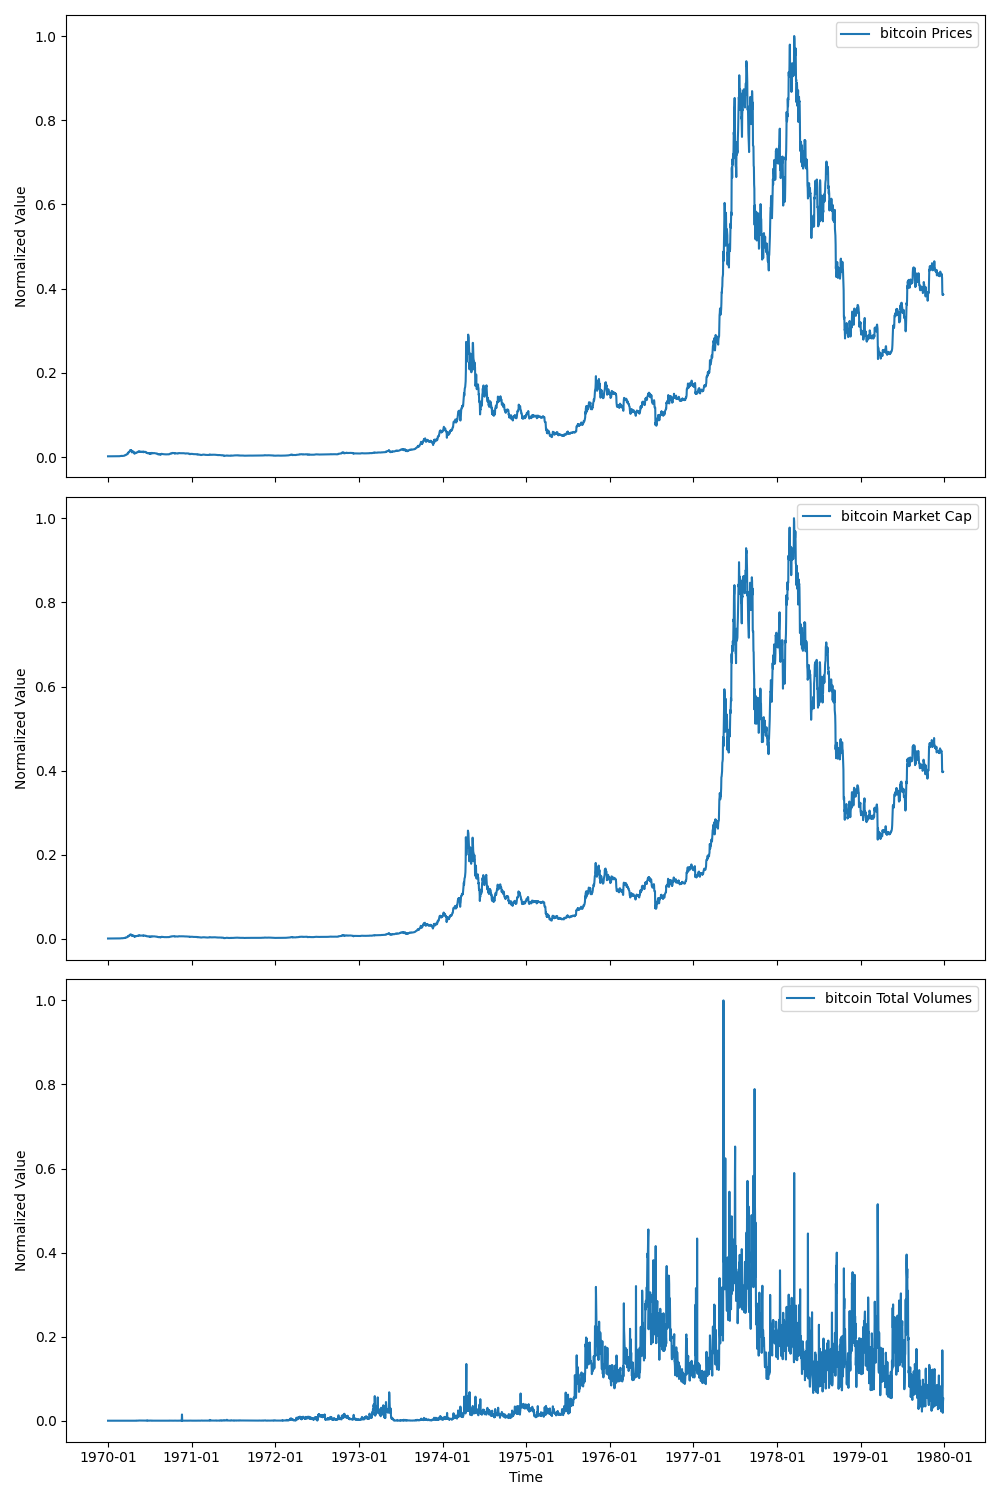 bitcoin Prices
1.0
0.8
0.6
0.4
0.2
0.0
Normalized Value
bitcoin Market Cap
1.0
0.8
0.6
0.4
0.2
0.0
Normalized Value
bitcoin Total Volumes
1.0
0.8
0.6
0.4
0.2
0.0
Normalized Value
1970-01 1971-01 1972-01 1973-01 1974-01 1975-01 1976-01 1977-01 1978-01 1979-01 1980-01
Time